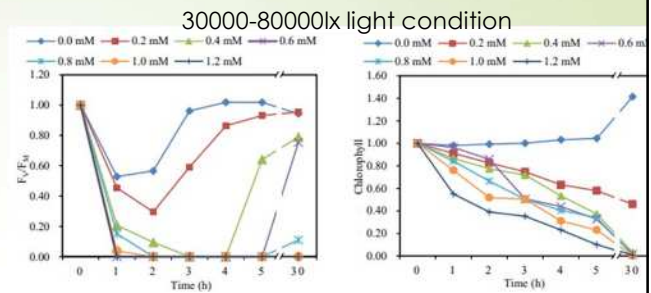 30000-80000lx light condition
0.0 mM 0.2 mM 0.4 mM 0.6 mM
0.8 mM 1.0 mM 1.2 mM
1.20
1.00
0.80
0.60
0.40
0.20
0.00
Fv/FM
0 1 2 3 4 5 30
Time (h)
0.0 mM 0.2 mM 0.4 mM 0.6 m
0.8 mM 1.0 mM 1.2 mM
1.60
1.40
1.20
1.00
0.80
0.60
0.40
0.20
0.00
Chlorophyll
0 1 2 3 4 5 30
Time (h)